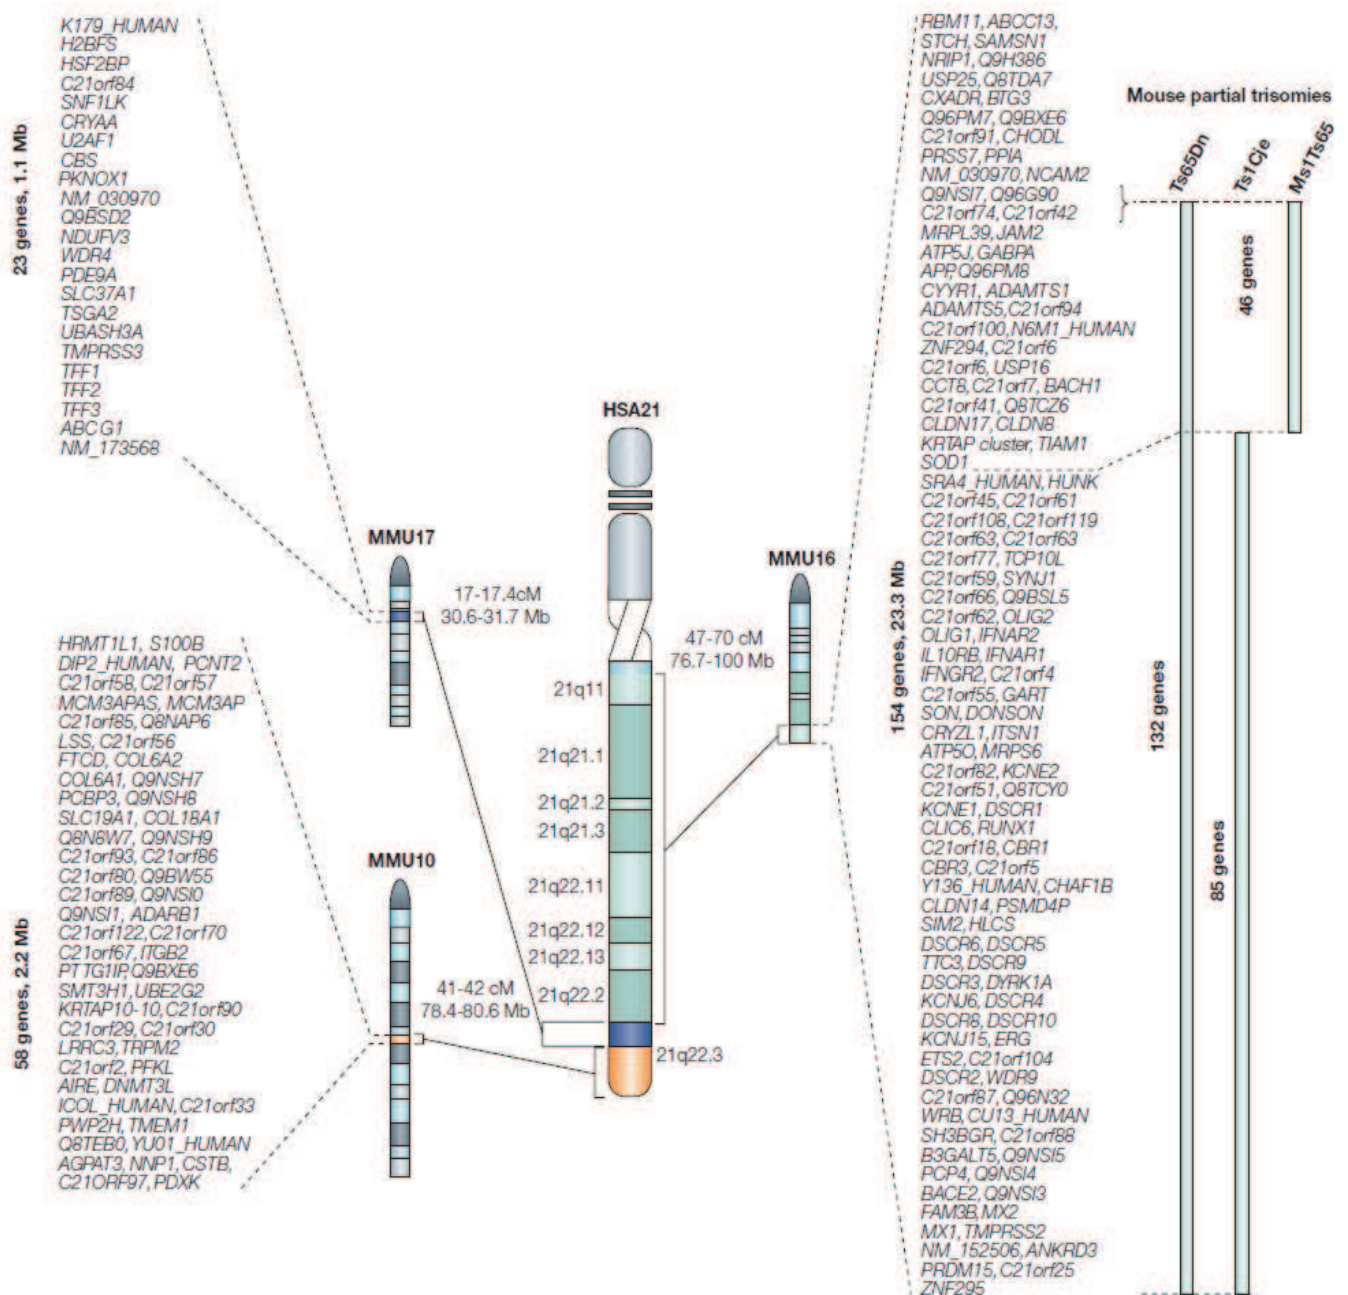 K179_HUMAN
H2BFS
HSF2BP
C21orf84
SNF1LK
CRYAA
U2AF1
CBS
PKNOX1
NM_030970
Q9BSD2
NDUFV3
WDR4
PDE9A
SLC37A1
TSGA2
UBASH3A
TMPRSS3
TFF1
TFF2
TFF3
ABCG1
NM_173568
23 genes, 1.1 Mb
HRMT1L1, S100B
DIP2_HUMAN, PCNT2
C21orf58, C21orf57
MCM3APAS, MCM3AP
C21orf85, Q8NAP6
LSS, C21orf56
FTCD, COL6A2
COL6A1, Q9NSH7
PCBP3, Q9NSH8
SLC19A1, COL18A1
Q8N6W7, Q9NSH9
C21orf93, C21orf86
C21orf80, Q9BW55
C21orf89, Q9NSI0
Q9NSI1, ADARB1
C21orf122, C21orf70
C21orf67, ITGB2
PTTG1IP, Q9BXE6
SMT3H1, UBE2G2
KRTAP10-10, C21orf90
C21orf29, C21orf30
LRRC3, TRPM2
C21orf2, PFKL
AIRE, DNMT3L
ICOL_HUMAN, C21orf33
PWP2H, TMEM1
Q8TEB0, YU01_HUMAN
AGPAT3, NNP1, CSTB,
C21ORF97, PDXK
58 genes, 2.2 Mb
MMU17
17-17.4cM
30.6-31.7 Mb
MMU10
41-42 cM
78.4-80.6 Mb
HSA21
21q11
21q21.1
21q21.2
21q21.3
21q22.11
21q22.12
21q22.13
21q22.2
21q22.3
MMU16
47-70 cM
76.7-100 Mb
RBM11, ABCC13,
STCH, SAMSN1
NRIP1, Q9H386
USP25, Q8TDA7
CXADR, BTG3
Q96PM7, Q9BXE6
C21orf91, CHODL
PRSS7, PPIA
NM_030970, NCAM2
Q9NSI7, Q96G90
C21orf74, C21orf42
MRPL39, JAM2
ATP5J, GABPA
APP, Q96PM8
CYYR1, ADAMTS1
ADAMTS5, C21orf94
C21orf100, N6M1_HUMAN
ZNF294, C21orf6
C21orf6, USP16
CCT8, C21orf7, BACH1
C21orf41, Q8TCZ6
CLDN17, CLDN8
KRTAP cluster, TIAM1
SOD1
SRA4_HUMAN, HUNK
C21orf45, C21orf61
C21orf108, C21orf119
C21orf63, C21orf63
C21orf77, TCP10L
C21orf59, SYNJ1
C21orf66, Q9BSL5
C21orf62, OLIG2
OLIG1, IFNAR2
IL10RB, IFNAR1
IFNGR2, C21orf4
C21orf55, GART
SON, DONSON
CRYZL1, ITSN1
ATP5O, MRPS6
C21orf82, KCNE2
C21orf51, Q8TCY0
KCNE1, DSCR1
CLIC6, RUNX1
C21orf18, CBR1
CBR3, C21orf5
Y136_HUMAN, CHAF1B
CLDN14, PSMD4P
SIM2, HLCS
DSCR6, DSCR5
TTC3, DSCR9
DSCR3, DYRK1A
KCNJ6, DSCR4
DSCR8, DSCR10
KCNJ15, ERG
ETS2, C21orf104
DSCR2, WDR9
C21orf87, Q96N32
WRB, CU13_HUMAN
SH3BGR, C21orf88
B3GALT5, Q9NSI5
PCP4, Q9NSI4
BACE2, Q9NSI3
FAM3B, MX2
MX1, TMPRSS2
NM_152506, ANKRD3
PRDM15, C21orf25
ZNF295
154 genes, 23.3 Mb
Mouse partial trisomies
Ts65Dn
Ts1Cje
Ms1Ts65
46 genes
132 genes
85 genes